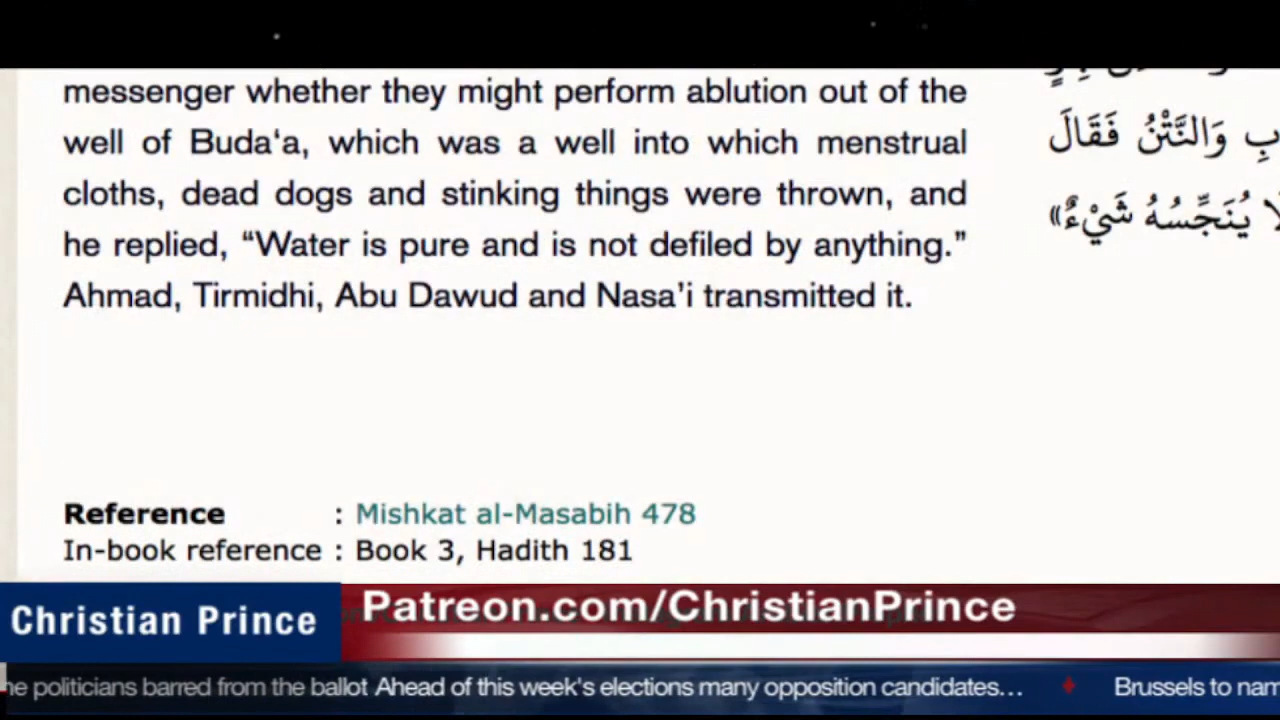 messenger whether they might perform ablution out of the
well of Buda‘a, which was a well into which menstrual
cloths, dead dogs and stinking things were thrown, and
he replied, “Water is pure and is not defiled by anything.”
Ahmad, Tirmidhi, Abu Dawud and Nasa’i transmitted it.
وَالنَّتْنُ فَقَالَ
يُنَجِّسُهُ شَيْءٌ»
Reference : Mishkat al-Masabih 478
In-book reference : Book 3, Hadith 181
Christian Prince
Patreon.com/ChristianPrince
politicians barred from the ballot Ahead of this week's elections many opposition candidates... Brussels to